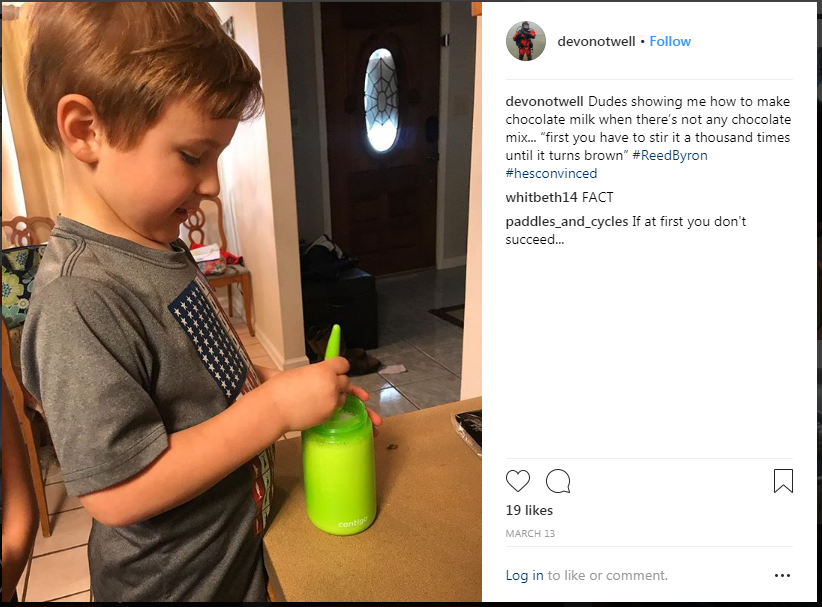 devonotwell • Follow
devonotwell Dudes showing me how to make
chocolate milk when there's not any chocolate
mix... "first you have to stir it a thousand times
until it turns brown" #ReedByron
#hesconvinced
whitbeth14 FACT
paddles_and_cycles If at first you don't
succeed...
contigo
19 likes
MARCH 13
Log in to like or comment.